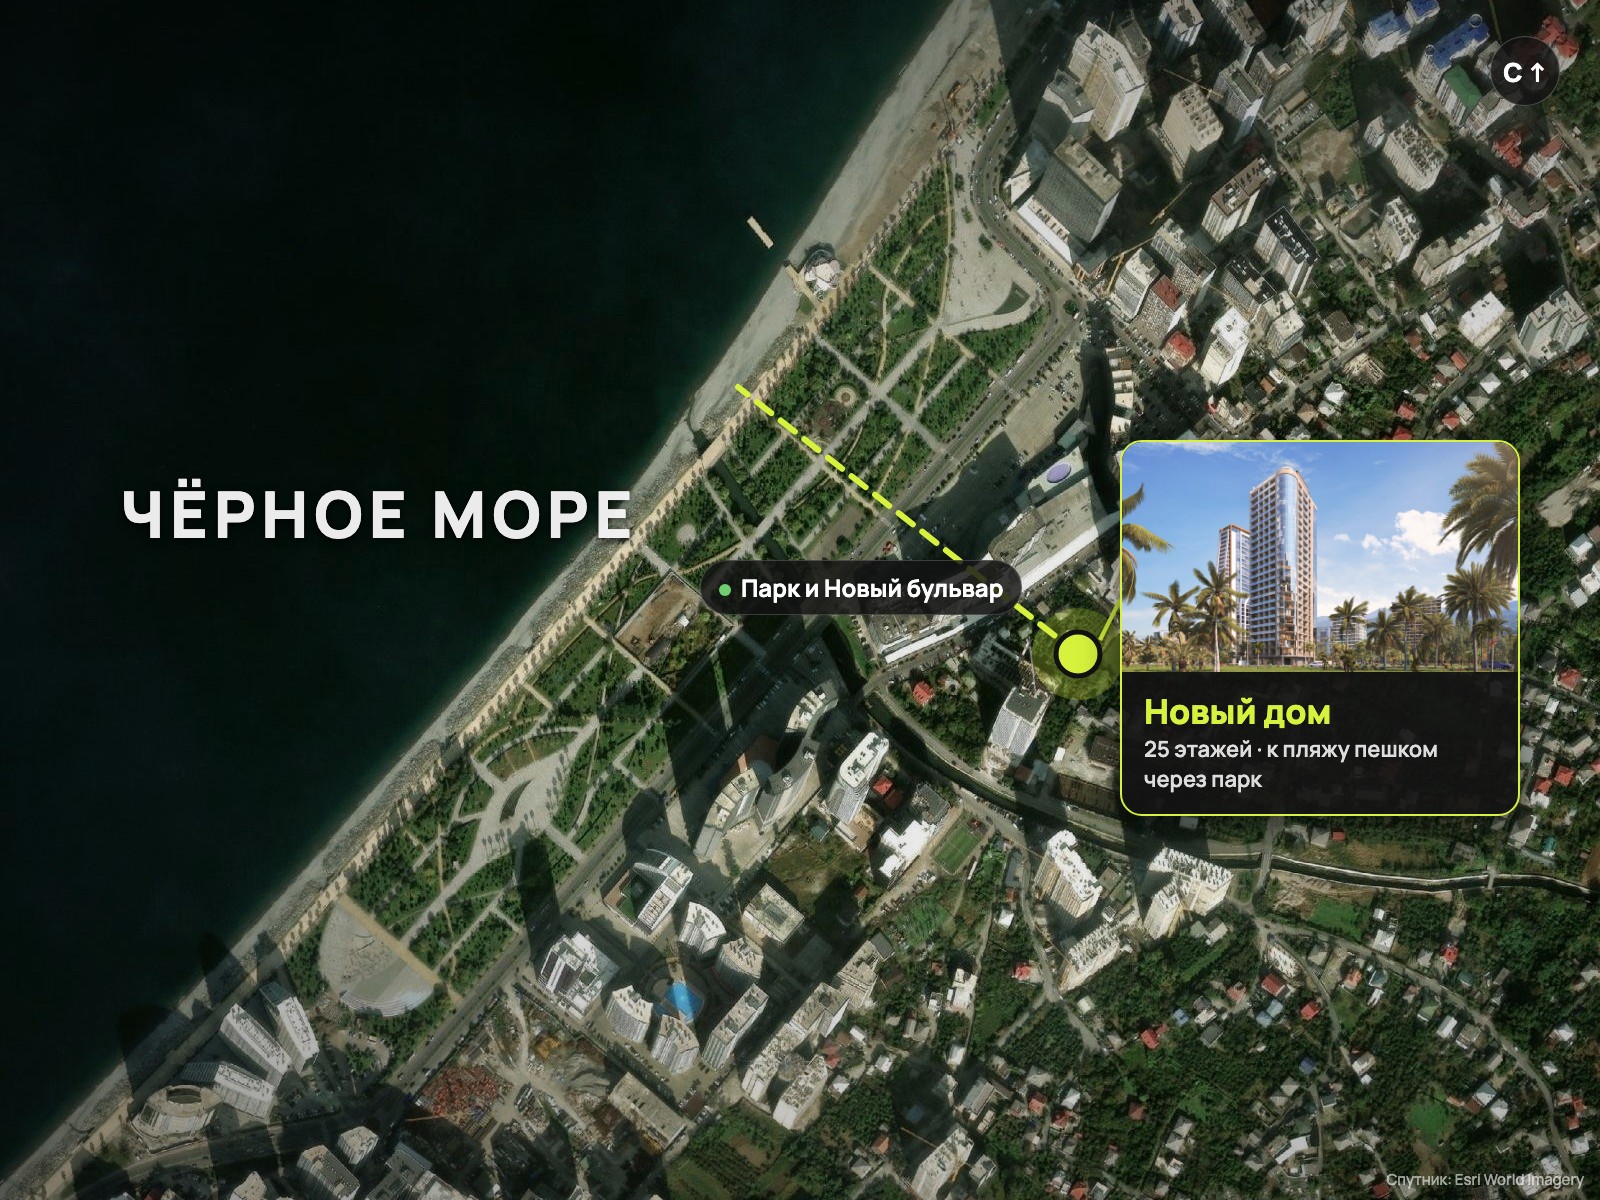 С ↑
ЧЁРНОЕ МОРЕ
Парк и Новый бульвар
Новый дом
25 этажей · к пляжу пешком
через парк
Спутник: Esri World Imagery